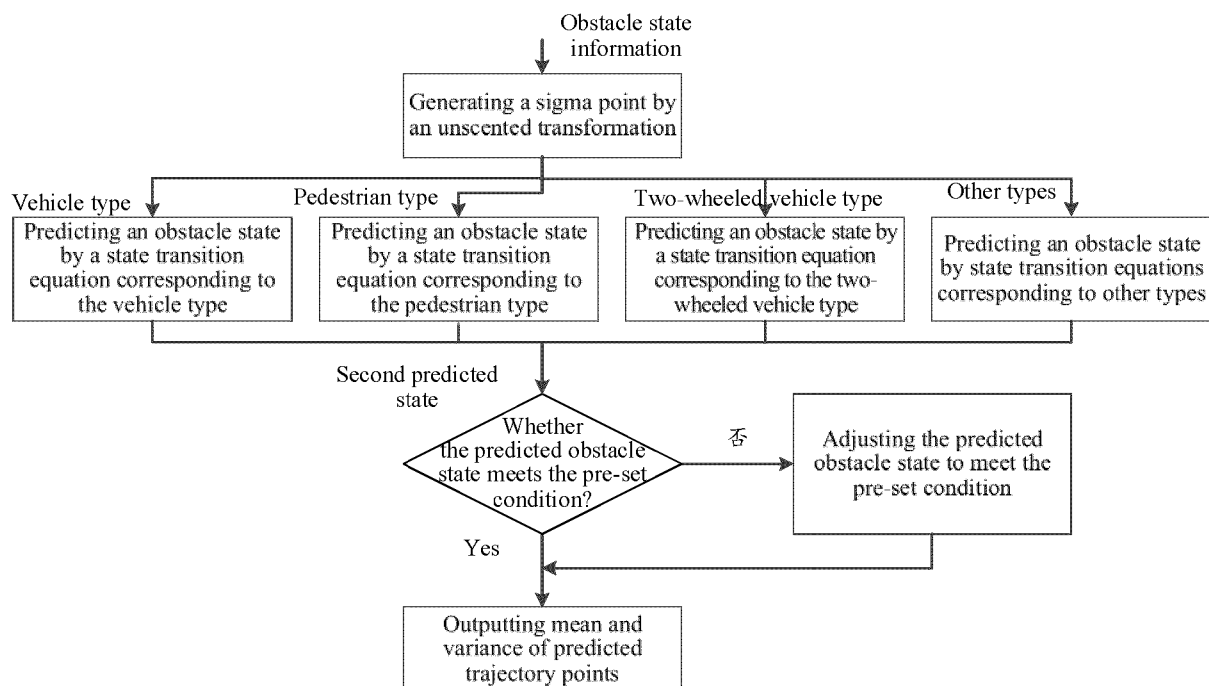 Obstacle state
information
Generating a sigma point by
an unscented transformation
Vehicle type
Pedestrian type
Two-wheeled vehicle type
Other types
Predicting an obstacle state
by a state transition
equation corresponding to
the vehicle type
Predicting an obstacle state
by a state transition
equation corresponding to
the pedestrian type
Predicting an obstacle state by
a state transition equation
corresponding to the two-
wheeled vehicle type
Predicting an obstacle state
by state transition equations
corresponding to other types
Second predicted
state
Whether
the predicted obstacle
state meets the pre-set
condition?
否
Adjusting the predicted
obstacle state to meet the
pre-set condition
Yes
Outputting mean and
variance of predicted
trajectory points